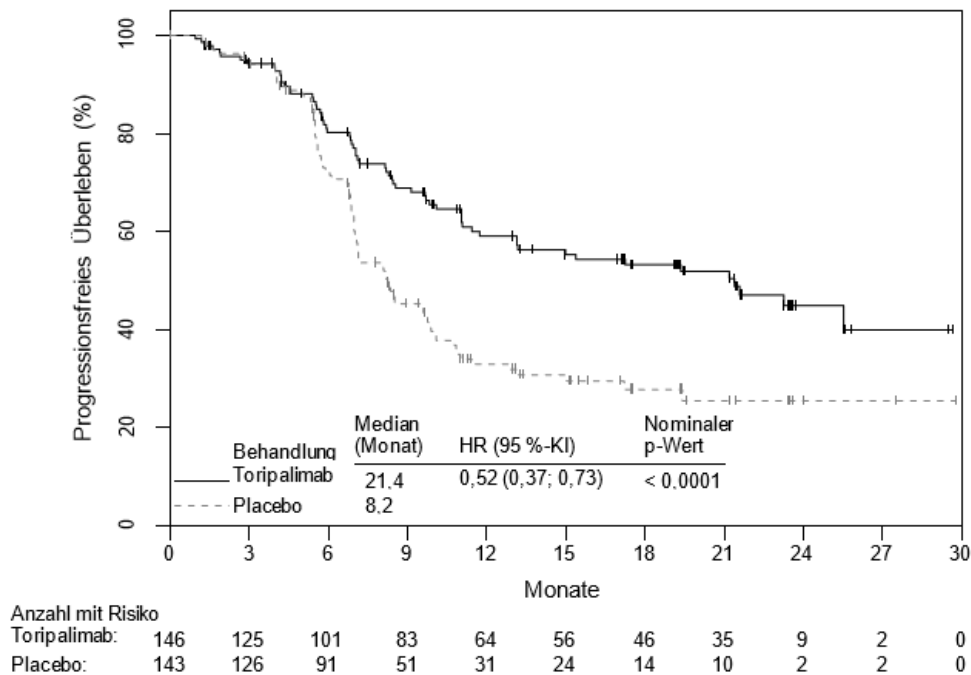 Progressionsfreies Überleben (%)
100
80
60
40
20
0
Behandlung
Median
(Monat)
HR (95 %-KI)
Nominaler
p-Wert
Toripalimab 21,4 0,52 (0,37; 0,73) < 0,0001
Placebo 8,2
0 3 6 9 12 15 18 21 24 27 30
Monate
Anzahl mit Risiko
Toripalimab: 146 125 101 83 64 56 46 35 9 2 0
Placebo: 143 126 91 51 31 24 14 10 2 2 0